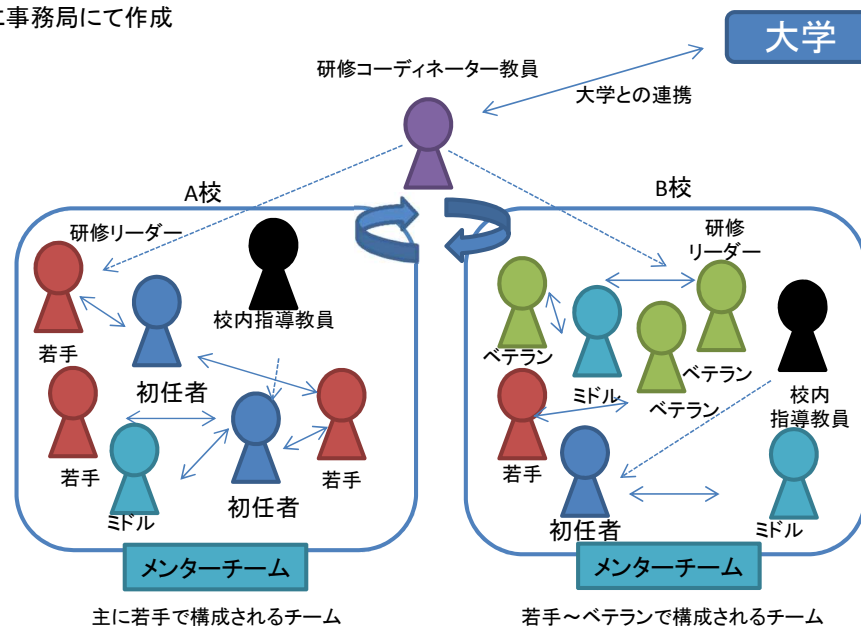 に事務局にて作成
大学
研修コーディネーター教員
大学との連携
A校
B校
研修リーダー
研修
リーダー
校内指導教員
若手
初任者
ベテラン
ミドル
ベテラン
ベテラン
校内
指導教員
若手
ミドル
初任者
若手
若手
初任者
ミドル
メンターチーム
メンターチーム
主に若手で構成されるチーム
若手～ベテランで構成されるチーム